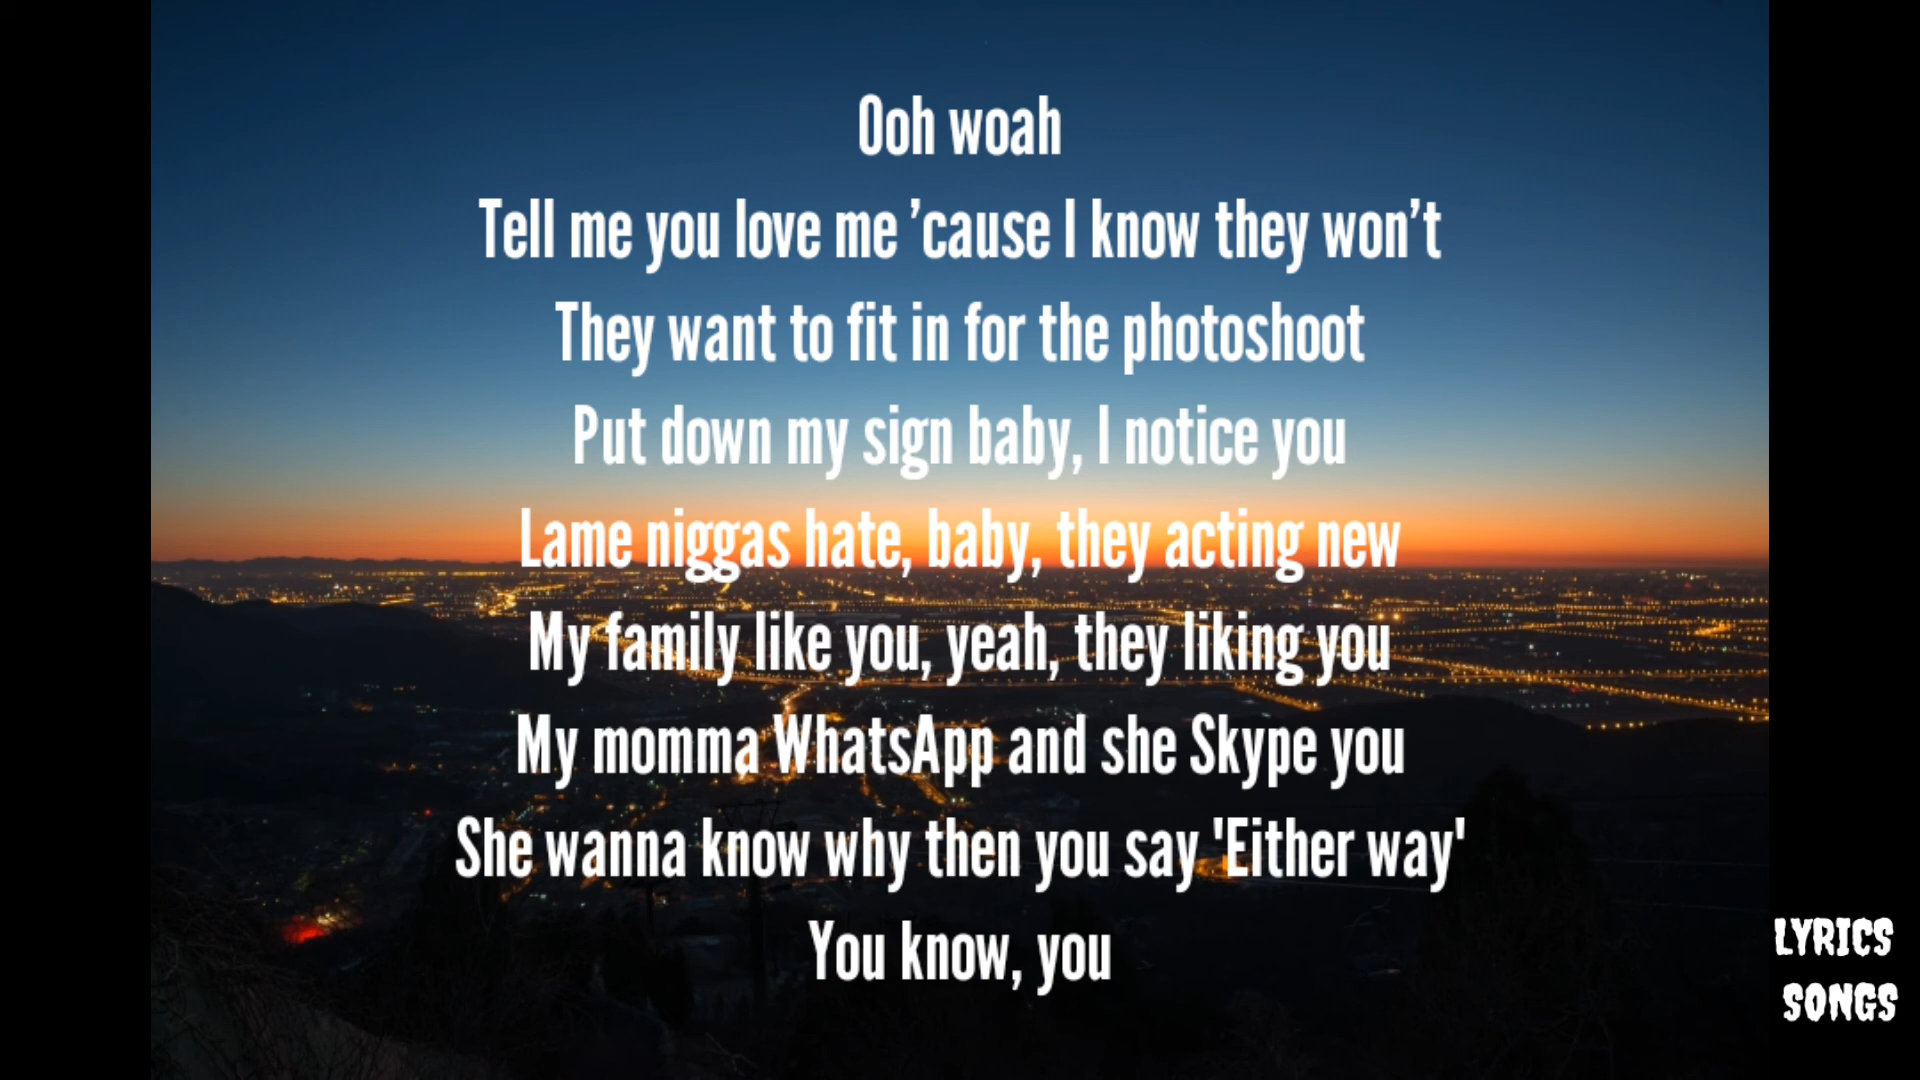 Ooh woah
Tell me you love me ’cause I know they won’t
They want to fit in for the photoshoot
Put down my sign baby, I notice you
Lame niggas hate, baby, they acting new
My family like you, yeah, they liking you
My momma WhatsApp and she Skype you
She wanna know why then you say 'Either way'
You know, you
LYRICS
SONGS